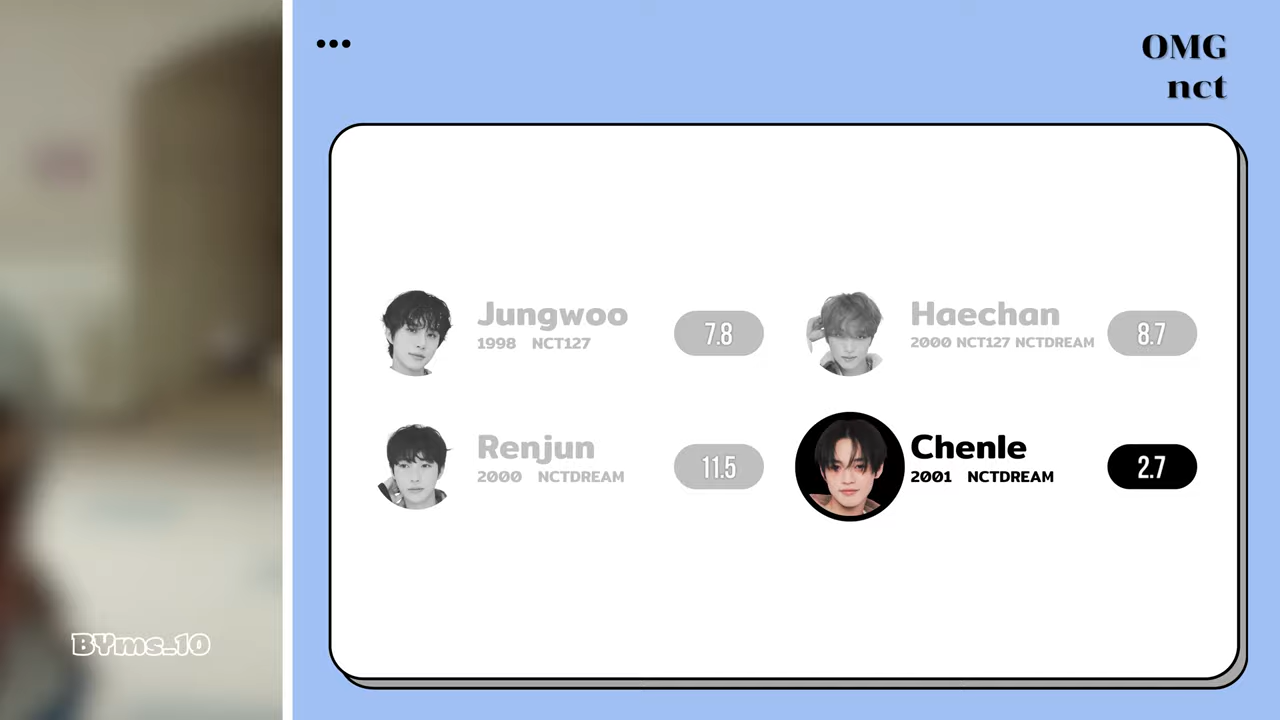 OMG
nct
Jungwoo
1998 NCT127
7.8
Haechan
2000 NCT127 NCTDREAM
8.7
Renjun
2000 NCTDREAM
11.5
Chenle
2001 NCTDREAM
2.7
BYms_10